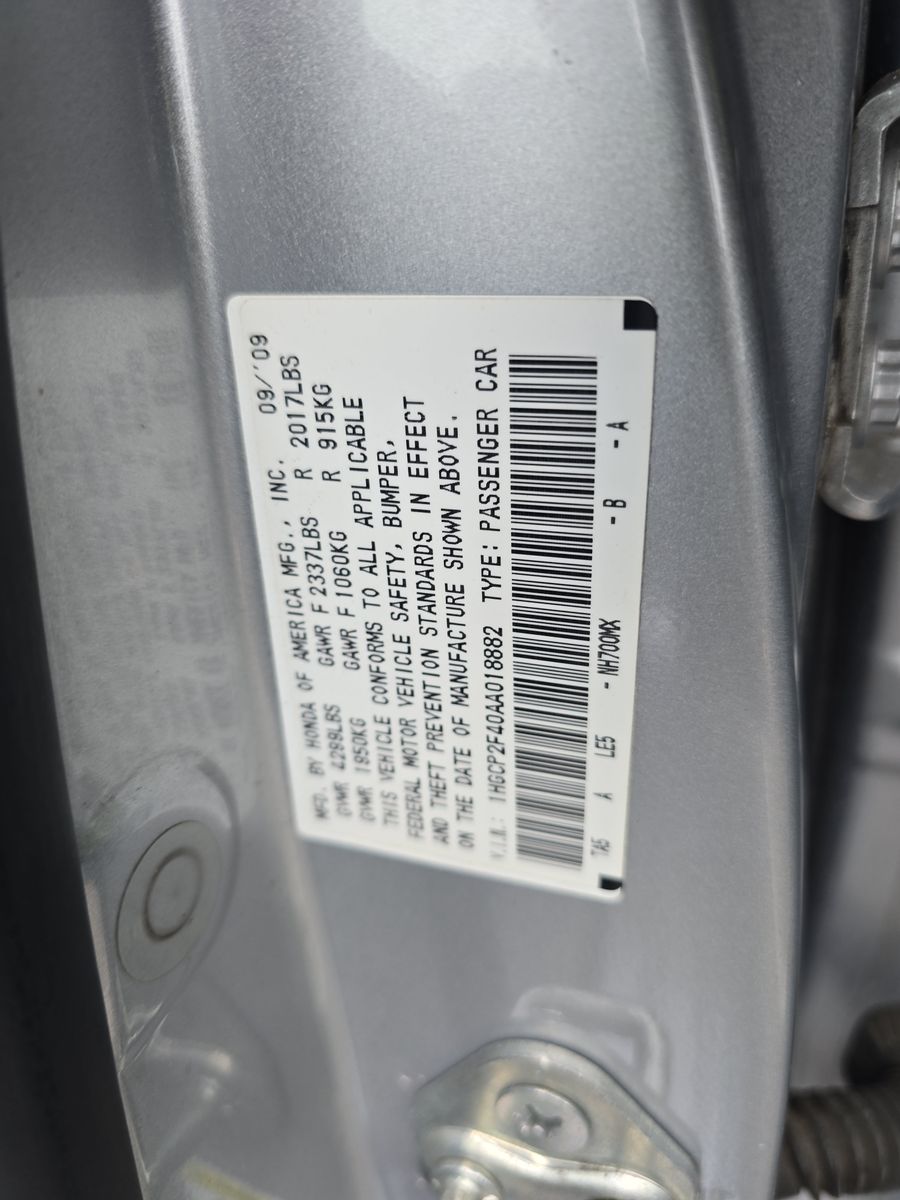 MFD. BY HONDA OF AMERICA MFG., INC. 09/'09
GVWR 4299LBS GAWR F 2337LBS R 2017LBS
GVWR 1950KG GAWR F 1060KG R 915KG
THIS VEHICLE CONFORMS TO ALL APPLICABLE
FEDERAL MOTOR VEHICLE SAFETY, BUMPER,
AND THEFT PREVENTION STANDARDS IN EFFECT
ON THE DATE OF MANUFACTURE SHOWN ABOVE.
V.I.N.: 1HGCP2F40AA018882 TYPE: PASSENGER CAR
TA5 A LE5 - NH700MX - B - A